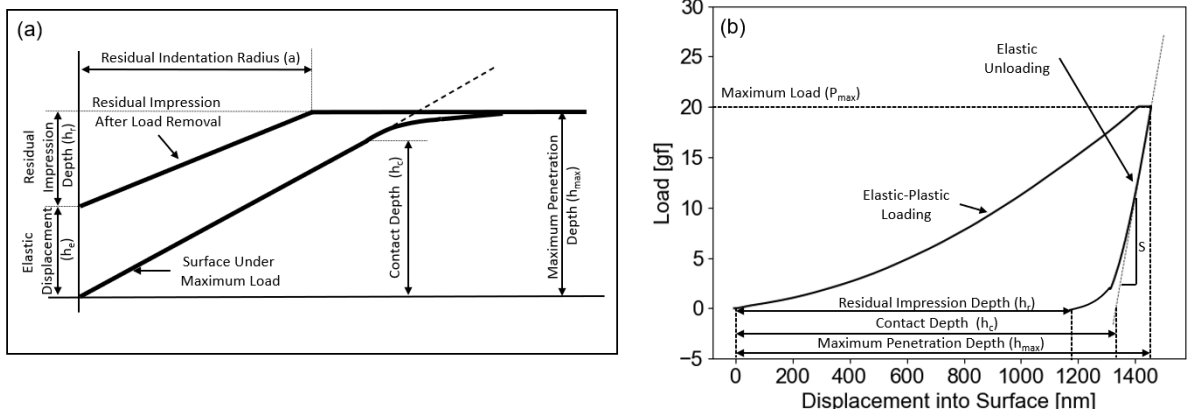 (a)
Residual Indentation Radius (a)
Residual Impression
After Load Removal
Residual
Impression
Depth (hr)
Elastic
Displacement
(he)
Surface Under
Maximum Load
Contact Depth (hc)
Maximum Penetration
Depth (hmax)
(b)
30
25
20
15
10
5
0
−5
Load [gf]
Maximum Load (Pmax)
Elastic
Unloading
Elastic-Plastic
Loading
S
Residual Impression Depth (hr)
Contact Depth (hc)
Maximum Penetration Depth (hmax)
0 200 400 600 800 1000 1200 1400
Displacement into Surface [nm]